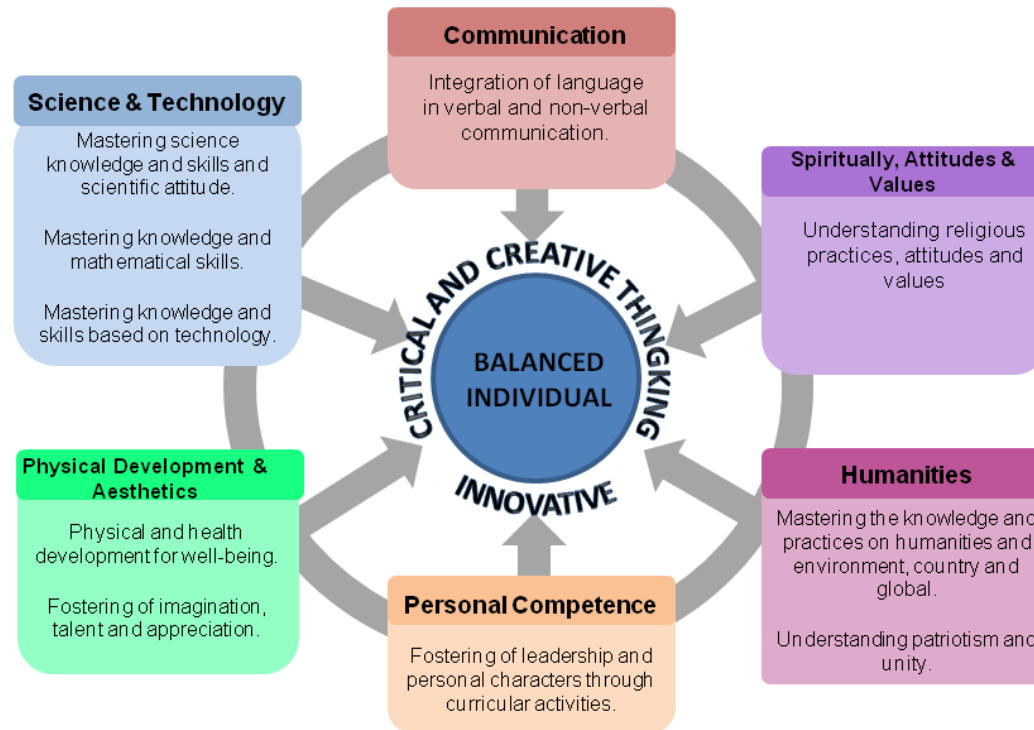 Communication
Integration of language
in verbal and non-verbal
communication.
Science & Technology
Mastering science
knowledge and skills and
scientific attitude.
Mastering knowledge and
mathematical skills.
Mastering knowledge and
skills based on technology.
Spiritually, Attitudes &
Values
Understanding religious
practices, attitudes and
values
CRITICAL AND CREATIVE THINGKING
BALANCED
INDIVIDUAL
INNOVATIVE
Physical Development &
Aesthetics
Physical and health
development for well-being.
Fostering of imagination,
talent and appreciation.
Personal Competence
Fostering of leadership and
personal characters through
curricular activities.
Humanities
Mastering the knowledge and
practices on humanities and
environment, country and
global.
Understanding patriotism and
unity.